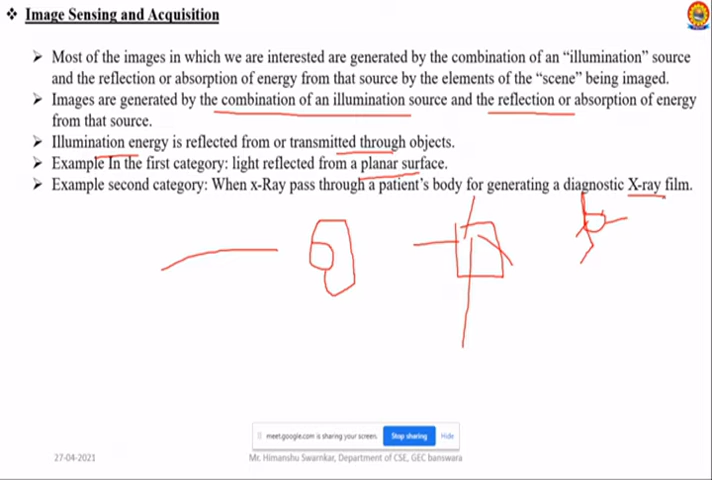 ❖ Image Sensing and Acquisition
➢ Most of the images in which we are interested are generated by the combination of an “illumination” source
and the reflection or absorption of energy from that source by the elements of the “scene” being imaged.
➢ Images are generated by the combination of an illumination source and the reflection or absorption of energy
from that source.
➢ Illumination energy is reflected from or transmitted through objects.
➢ Example In the first category: light reflected from a planar surface.
➢ Example second category: When x-Ray pass through a patient’s body for generating a diagnostic X-ray film.
meet.google.com is sharing your screen. Stop sharing Hide
27-04-2021 Mr. Himanshu Swarnkar, Department of CSE, GEC banswara